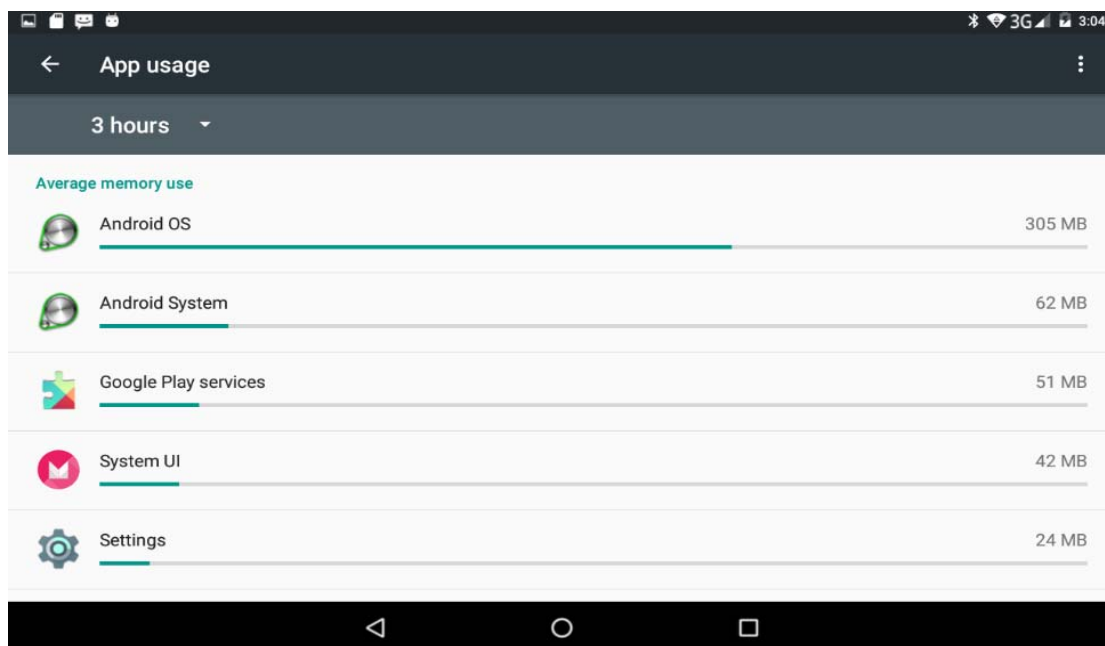 3G 3:04
App usage
3 hours
Average memory use
Android OS 305 MB
Android System 62 MB
Google Play services 51 MB
System UI 42 MB
Settings 24 MB